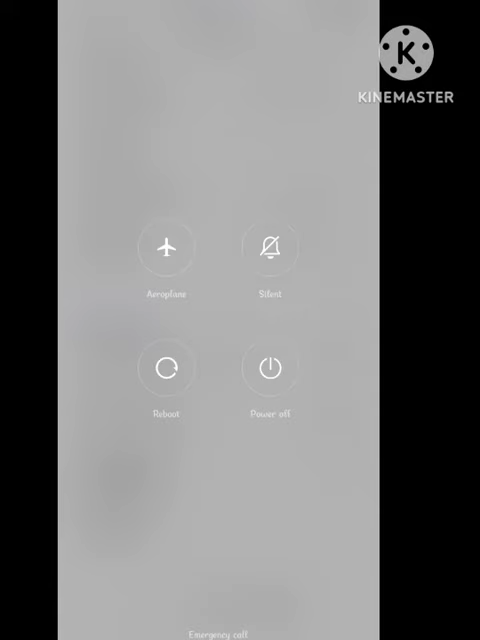 K
KINEMASTER
Aeroplane
Silent
Reboot
Power off
Emergency call